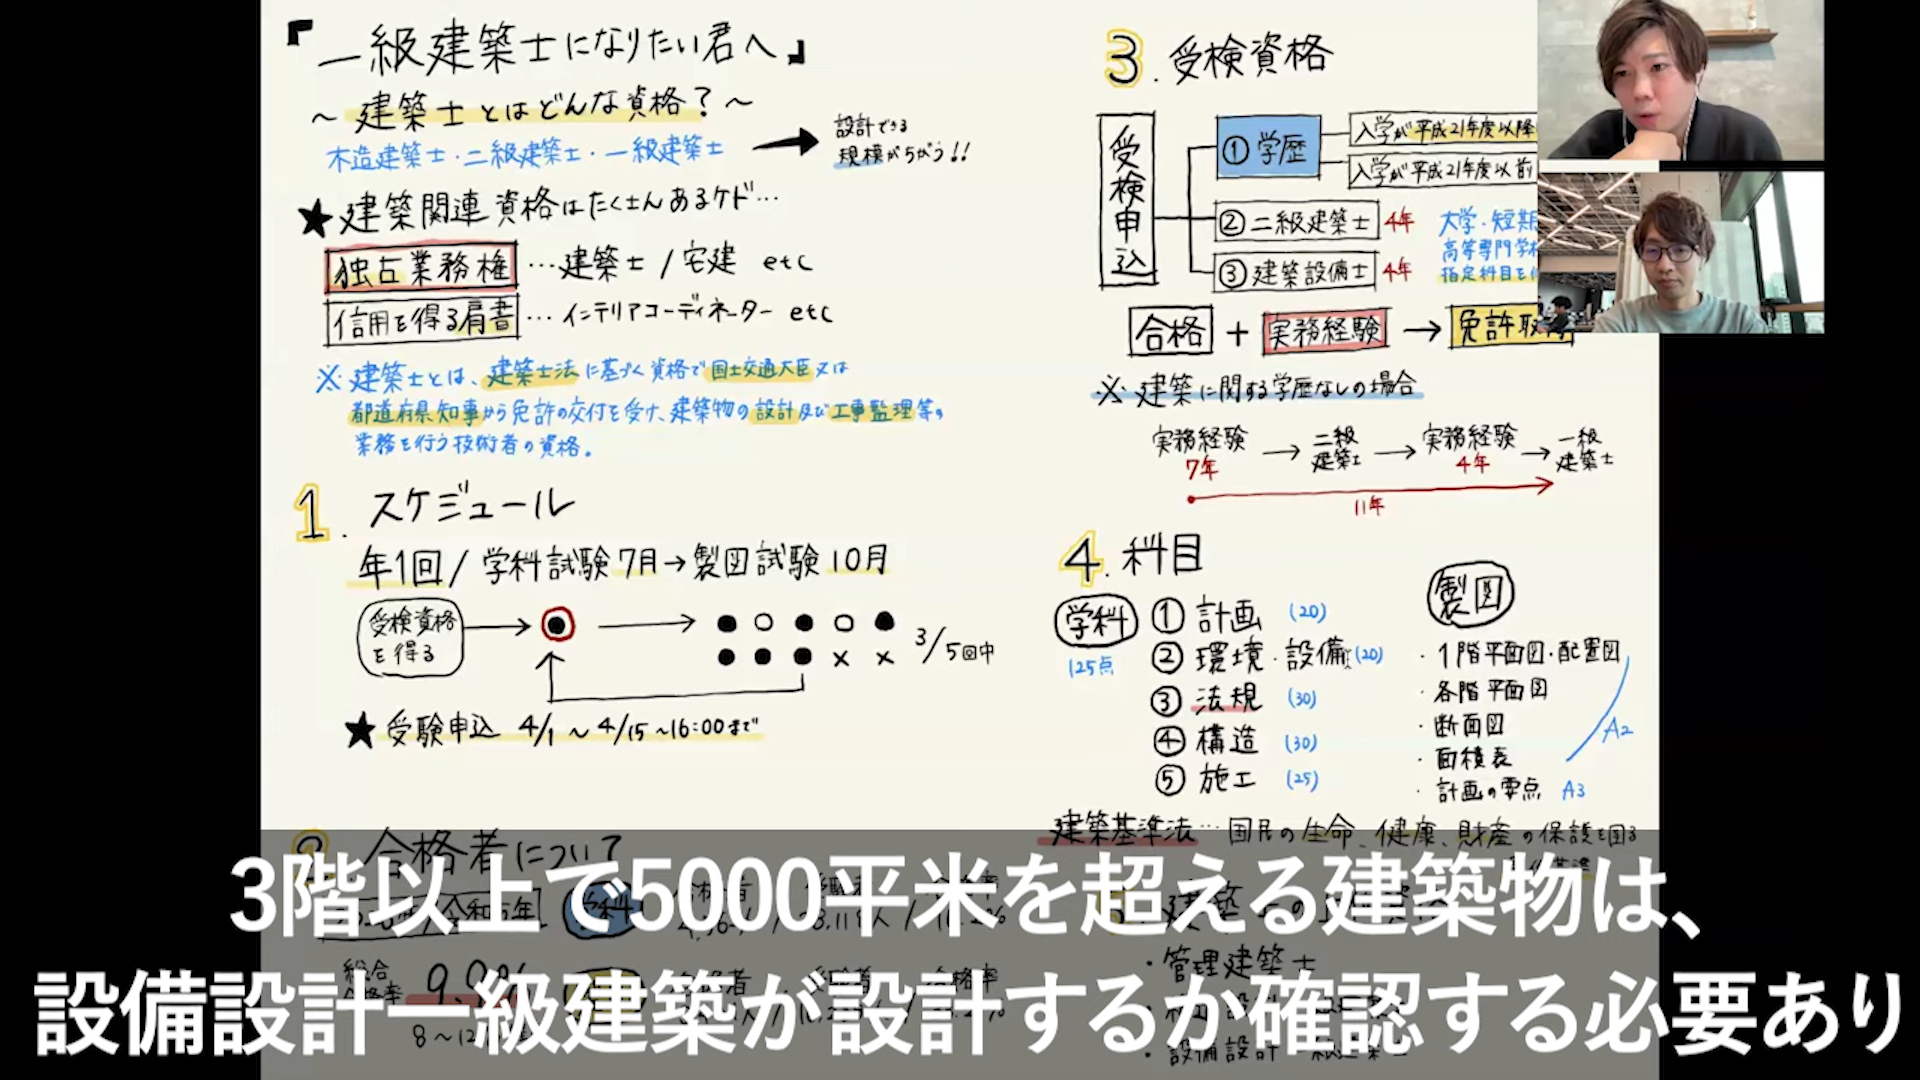 『一級建築士になりたい君へ』
～建築士とはどんな資格？～
木造建築士・二級建築士・一級建築士
設計できる
規模がちがう!!
★建築関連資格はたくさんあるケド…
独占業務権…建築士/宅建 etc
信用を得る肩書…インテリアコーディネーター etc
※建築士とは、建築士法に基づく資格で国土交通大臣又は
都道府県知事から免許の交付を受け、建築物の設計及び工事監理等の
業務を行う技術者の資格。
1. スケジュール
年1回/学科試験7月→製図試験10月
受検資格
を得る
3/5回中
★受験申込 4/1～4/15～16:00まで
合格者について
学科
総合
合格率
3. 受検資格
受検申込
①学歴
入学が平成21年度以降
入学が平成21年度以前
②二級建築士 4年
③建築設備士 4年
大学・短期
高等専門学校
指定科目を
合格+実務経験→免許取
※建築に関する学歴なしの場合
実務経験→二級建築士→実務経験→一級建築士
7年 4年
11年
4. 科目
学科
125点
①計画 (20)
②環境・設備 (20)
③法規 (30)
④構造 (30)
⑤施工 (25)
製図
・1階平面図・配置図
・各階平面図
・断面図
・面積表
・計画の要点 A3
A2
建築基準法…国民の生命、健康、財産の保護を図る
・管理建築士
3階以上で5000平米を超える建築物は、
設備設計一級建築が設計するか確認する必要あり